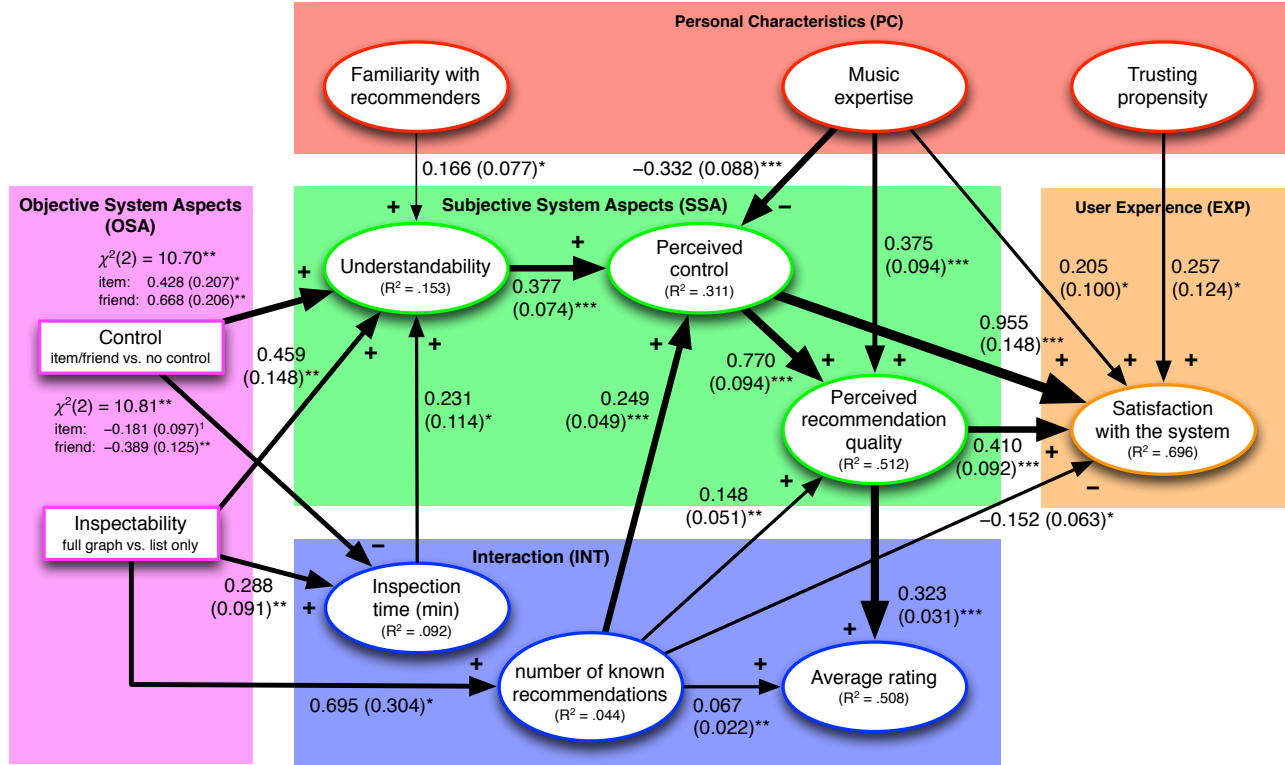 Personal Characteristics (PC)
Familiarity with
recommenders
Music
expertise
Trusting
propensity
0.166 (0.077)*
−0.332 (0.088)***
Objective System Aspects
(OSA)
Subjective System Aspects (SSA)
User Experience (EXP)
χ²(2) = 10.70**
item: 0.428 (0.207)*
friend: 0.668 (0.206)**
+
+
+
−
Understandability
(R² = .153)
0.377
(0.074)***
Perceived
control
(R² = .311)
0.375
(0.094)***
0.205
(0.100)*
0.257
(0.124)*
Control
item/friend vs. no control
0.459
(0.148)**
+
+
+
0.955
(0.148)***
0.770
(0.094)***
+
+
+
+
+
χ²(2) = 10.81**
item: −0.181 (0.097)¹
friend: −0.389 (0.125)**
0.231
(0.114)*
0.249
(0.049)***
Perceived
recommendation
quality
(R² = .512)
0.410
(0.092)***
+
Satisfaction
with the system
(R² = .696)
+
−
0.148
(0.051)**
−0.152 (0.063)*
Inspectability
full graph vs. list only
Interaction (INT)
−
0.288
(0.091)**
+
Inspection
time (min)
(R² = .092)
0.323
(0.031)***
+
+
+
number of known
recommendations
(R² = .044)
0.695 (0.304)*
0.067
(0.022)**
Average rating
(R² = .508)